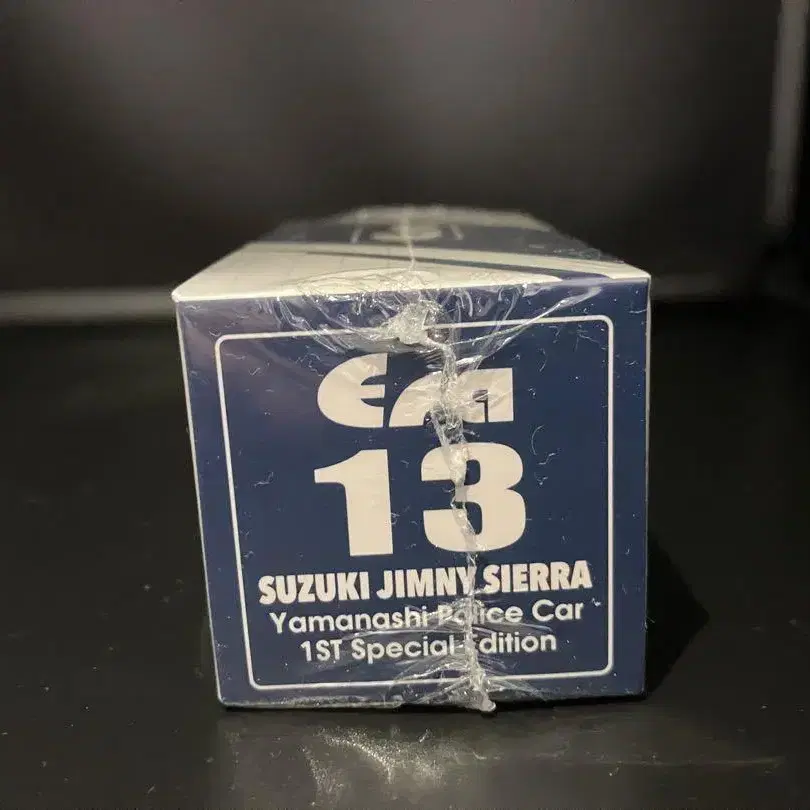 13
SUZUKI JIMNY SIERRA
Yamanashi Police Car
1ST Special Edition